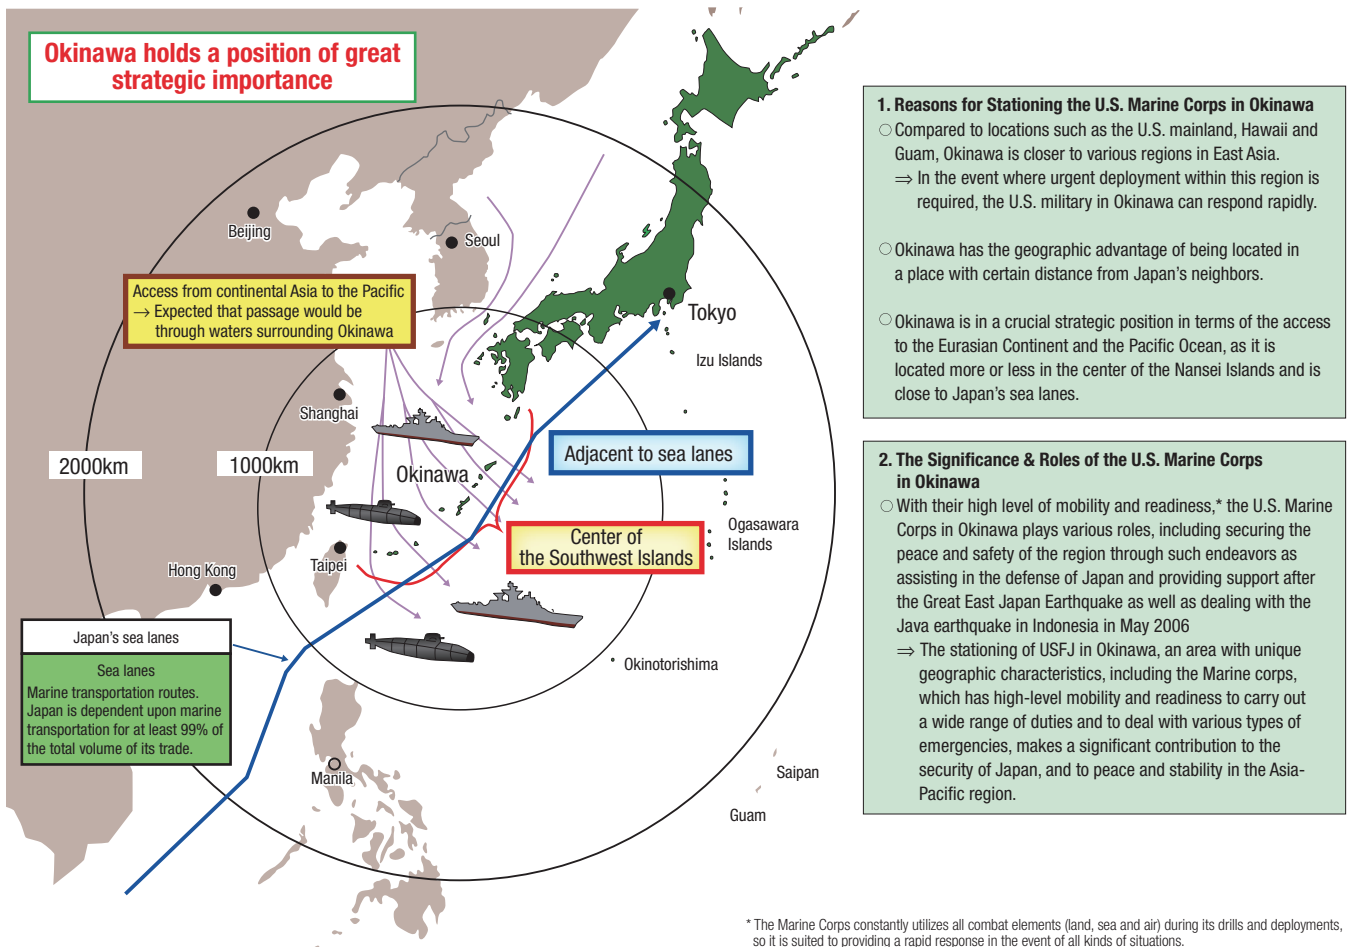 Okinawa holds a position of great
strategic importance
Beijing
Seoul
Access from continental Asia to the Pacific
→ Expected that passage would be
through waters surrounding Okinawa
Tokyo
Izu Islands
Shanghai
2000km
1000km
Okinawa
Adjacent to sea lanes
Ogasawara
Islands
Center of
the Southwest Islands
Taipei
Hong Kong
Japan's sea lanes
Sea lanes
Marine transportation routes.
Japan is dependent upon marine
transportation for at least 99% of
the total volume of its trade.
Okinotorishima
Manila
Saipan
Guam
1. Reasons for Stationing the U.S. Marine Corps in Okinawa
○ Compared to locations such as the U.S. mainland, Hawaii and
Guam, Okinawa is closer to various regions in East Asia.
⇒ In the event where urgent deployment within this region is
required, the U.S. military in Okinawa can respond rapidly.
○ Okinawa has the geographic advantage of being located in
a place with certain distance from Japan's neighbors.
○ Okinawa is in a crucial strategic position in terms of the access
to the Eurasian Continent and the Pacific Ocean, as it is
located more or less in the center of the Nansei Islands and is
close to Japan's sea lanes.
2. The Significance & Roles of the U.S. Marine Corps
in Okinawa
○ With their high level of mobility and readiness,* the U.S. Marine
Corps in Okinawa plays various roles, including securing the
peace and safety of the region through such endeavors as
assisting in the defense of Japan and providing support after
the Great East Japan Earthquake as well as dealing with the
Java earthquake in Indonesia in May 2006
⇒ The stationing of USFJ in Okinawa, an area with unique
geographic characteristics, including the Marine corps,
which has high-level mobility and readiness to carry out
a wide range of duties and to deal with various types of
emergencies, makes a significant contribution to the
security of Japan, and to peace and stability in the Asia-
Pacific region.
* The Marine Corps constantly utilizes all combat elements (land, sea and air) during its drills and deployments,
so it is suited to providing a rapid response in the event of all kinds of situations.